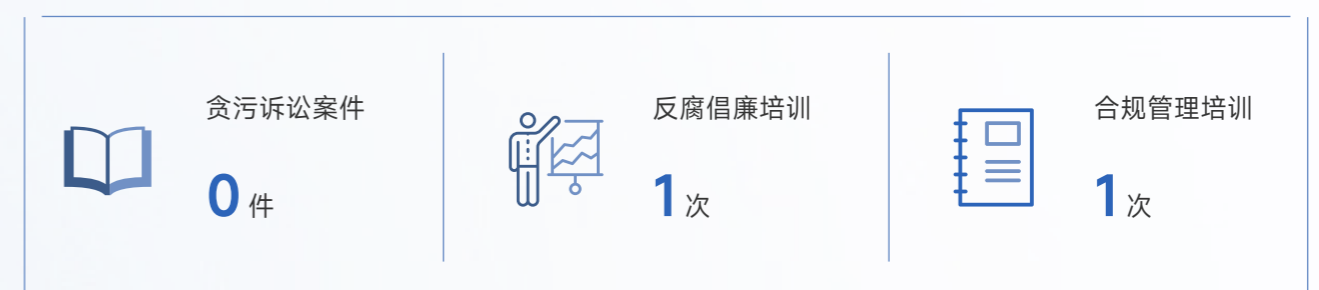 贪污诉讼案件
0 件
反腐倡廉培训
1 次
合规管理培训
1 次